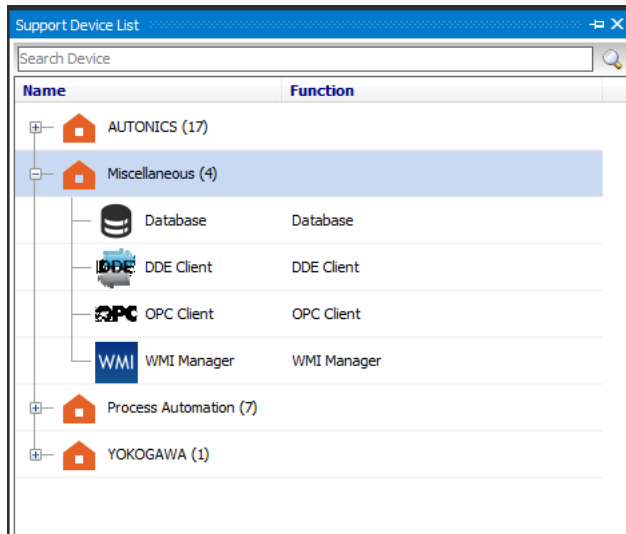 Support Device List
Search Device
Name Function
AUTONICS (17)
Miscellaneous (4)
Database Database
DDE DDE Client DDE Client
OPC OPC Client OPC Client
WMI WMI Manager WMI Manager
Process Automation (7)
YOKOGAWA (1)